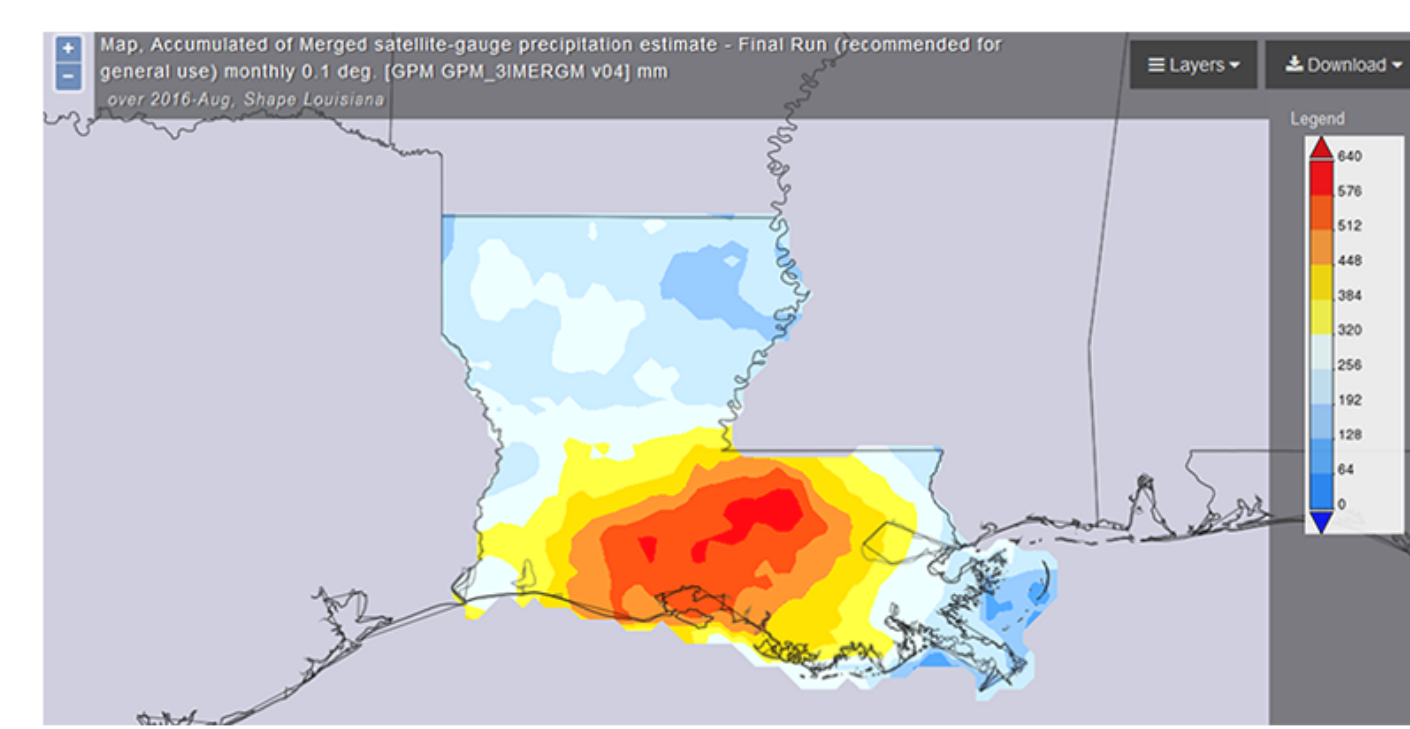 +
−
Map, Accumulated of Merged satellite-gauge precipitation estimate - Final Run (recommended for
general use) monthly 0.1 deg. [GPM GPM_3IMERGM v04] mm
over 2016-Aug, Shape Louisiana
Layers
Download
Legend
640
576
512
448
384
320
256
192
128
64
0